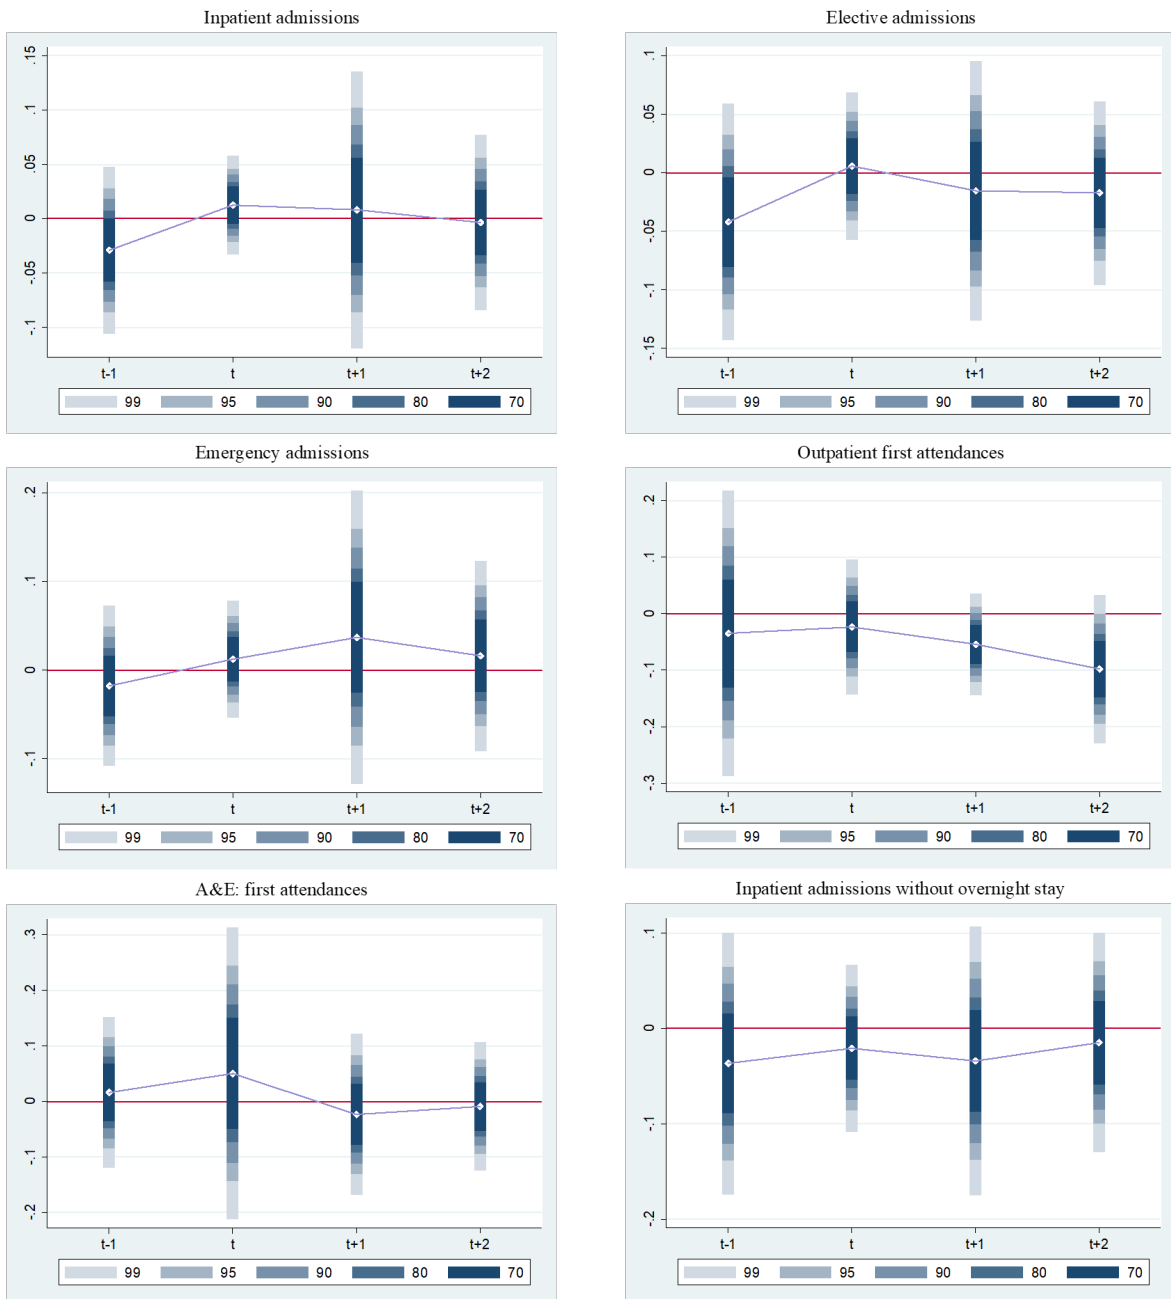 Inpatient admissions
.15
.1
.05
0
-.05
-.1
t-1 t t+1 t+2
99 95 90 80 70
Elective admissions
.1
.05
0
-.05
-.1
-.15
t-1 t t+1 t+2
99 95 90 80 70
Emergency admissions
.2
.1
0
-.1
t-1 t t+1 t+2
99 95 90 80 70
Outpatient first attendances
.2
.1
0
-.1
-.2
-.3
t-1 t t+1 t+2
99 95 90 80 70
A&E: first attendances
.3
.2
.1
0
-.1
-.2
t-1 t t+1 t+2
99 95 90 80 70
Inpatient admissions without overnight stay
.1
0
-.1
-.2
t-1 t t+1 t+2
99 95 90 80 70